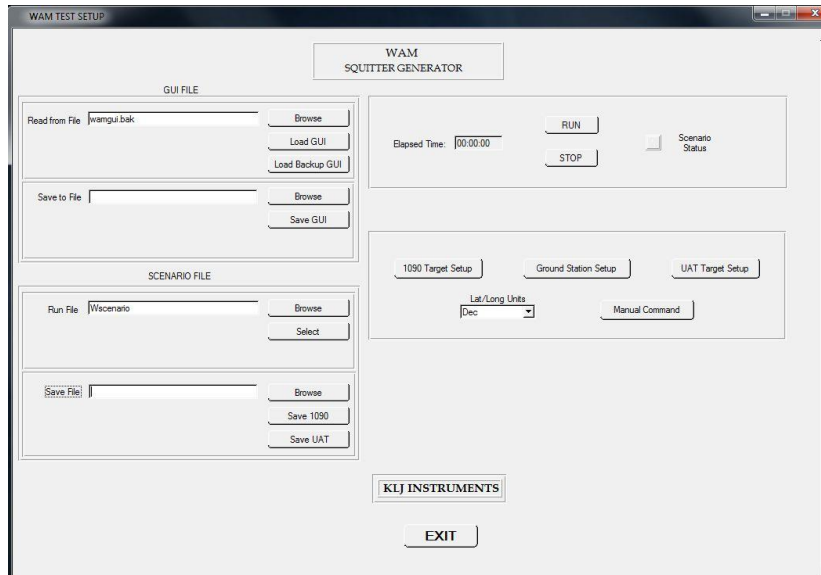 WAM TEST SETUP
WAM
SQUITTER GENERATOR
GUI FILE
Read from File wamgui.bak Browse
Load GUI
Load Backup GUI
Save to File Browse
Save GUI
Elapsed Time: 00:00:00 RUN
STOP
Scenario
Status
SCENARIO FILE
Run File Wscenario Browse
Select
Save File Browse
Save 1090
Save UAT
1090 Target Setup Ground Station Setup UAT Target Setup
Lat/Long Units
Dec Manual Command
KLJ INSTRUMENTS
EXIT